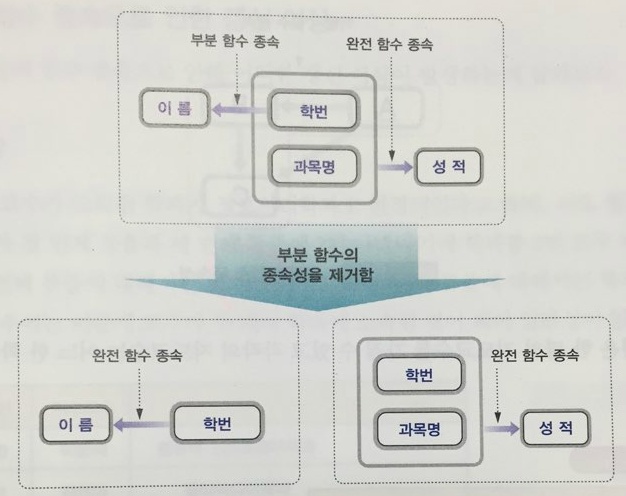 부분 함수 종속
완전 함수 종속
이 름
학번
과목명
성 적
부분 함수의
종속성을 제거함
완전 함수 종속
이 름
학번
학번
과목명
완전 함수 종속
성 적